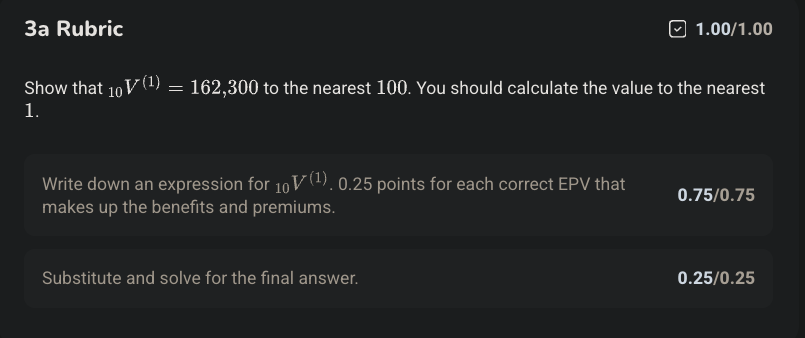 3a Rubric
1.00/1.00
Show that ₁₀V⁽¹⁾ = 162,300 to the nearest 100. You should calculate the value to the nearest
1.
Write down an expression for ₁₀V⁽¹⁾. 0.25 points for each correct EPV that
makes up the benefits and premiums.
0.75/0.75
Substitute and solve for the final answer.
0.25/0.25